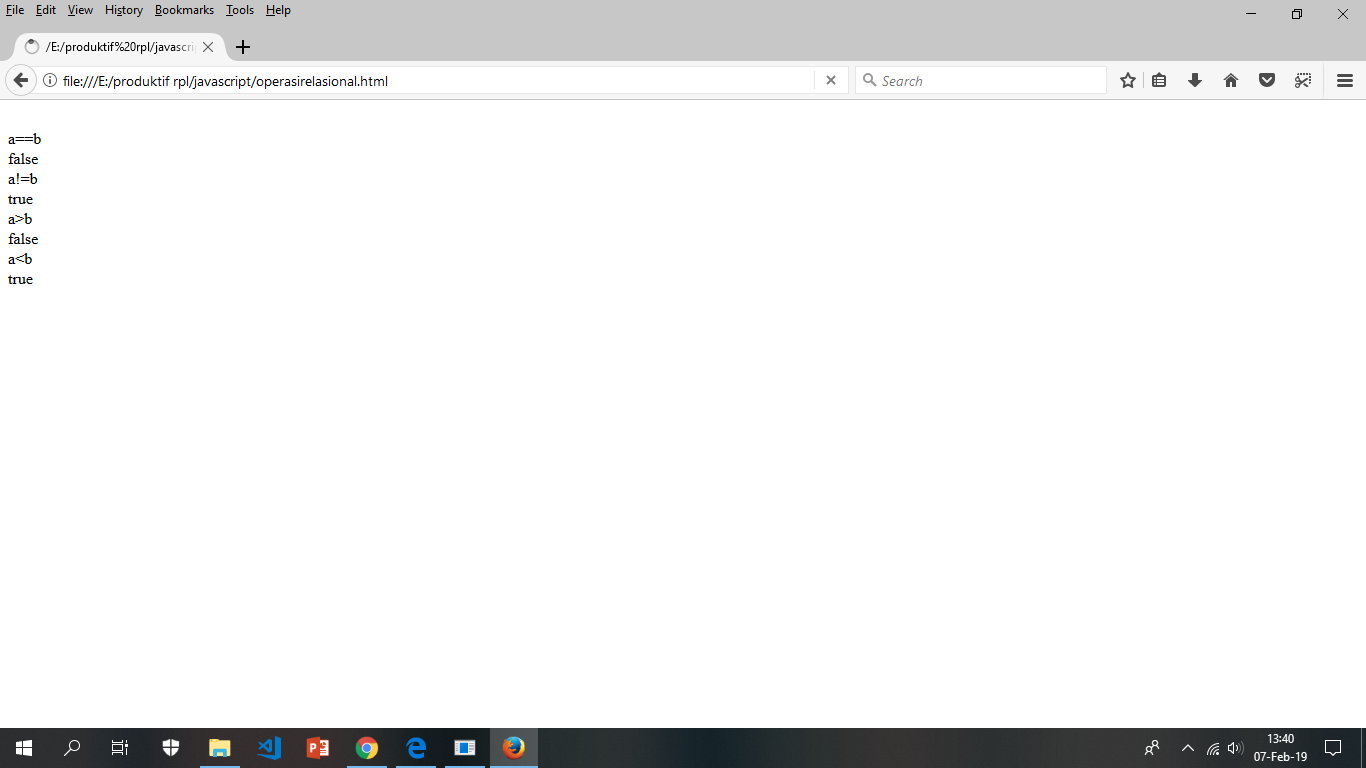 File Edit View History Bookmarks Tools Help
/E:/produktif%20rpl/javascri
file:///E:/produktif rpl/javascript/operasirelasional.html
Search
a==b
false
a!=b
true
a>b
false
a<b
true
13:40
07-Feb-19